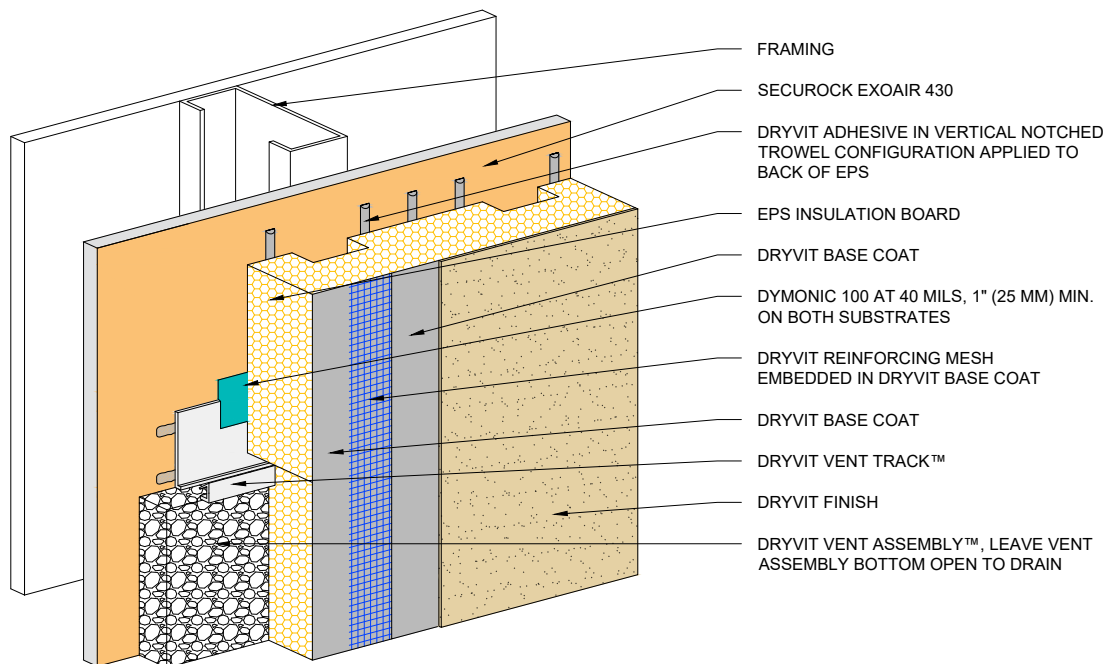 FRAMING
SECUROCK EXOAIR 430
DRYVIT ADHESIVE IN VERTICAL NOTCHED
TROWEL CONFIGURATION APPLIED TO
BACK OF EPS
EPS INSULATION BOARD
DRYVIT BASE COAT
DYMONIC 100 AT 40 MILS, 1" (25 MM) MIN.
ON BOTH SUBSTRATES
DRYVIT REINFORCING MESH
EMBEDDED IN DRYVIT BASE COAT
DRYVIT BASE COAT
DRYVIT VENT TRACK™
DRYVIT FINISH
DRYVIT VENT ASSEMBLY™, LEAVE VENT
ASSEMBLY BOTTOM OPEN TO DRAIN